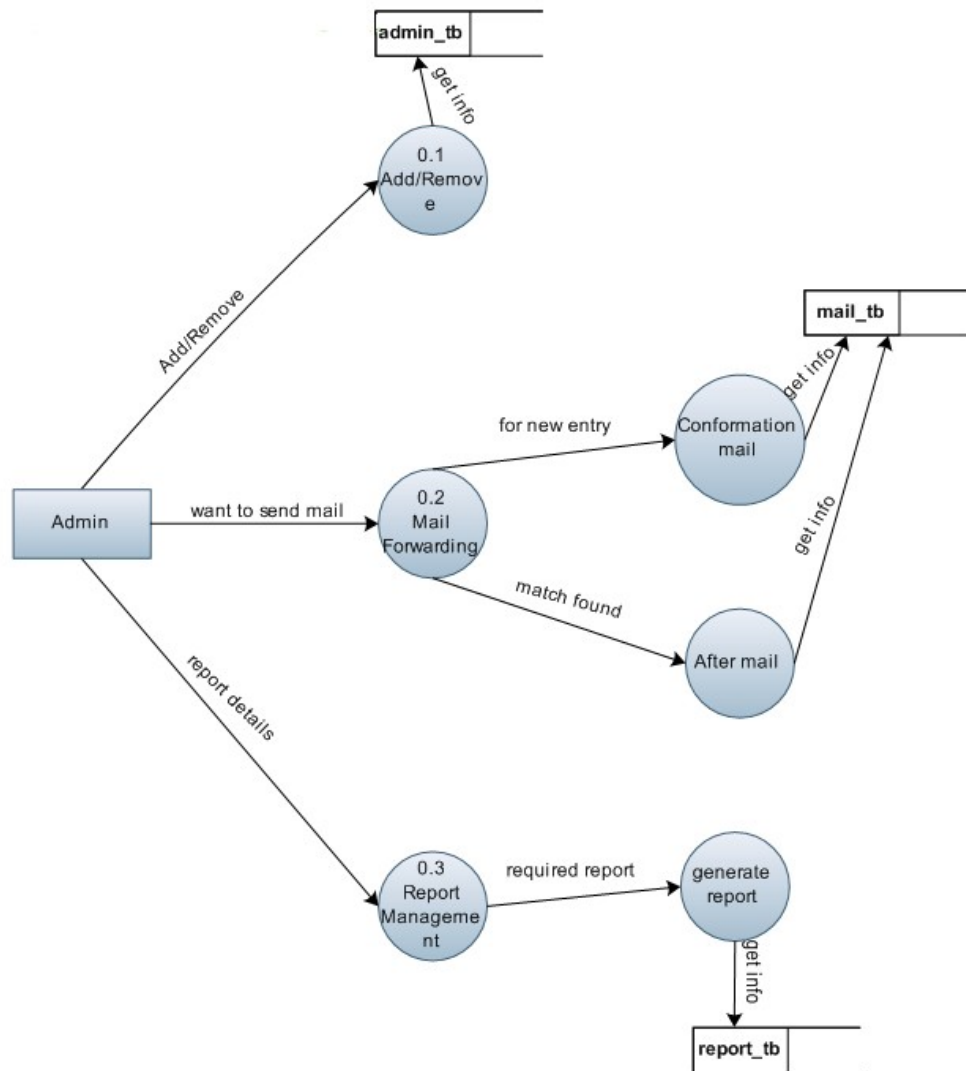 admin_tb
get info
0.1
Add/Remov
e
Add/Remove
mail_tb
get info
for new entry
Conformation
mail
Admin
want to send mail
0.2
Mail
Forwarding
get info
match found
After mail
report details
0.3
Report
Manageme
nt
required report
generate
report
get info
report_tb